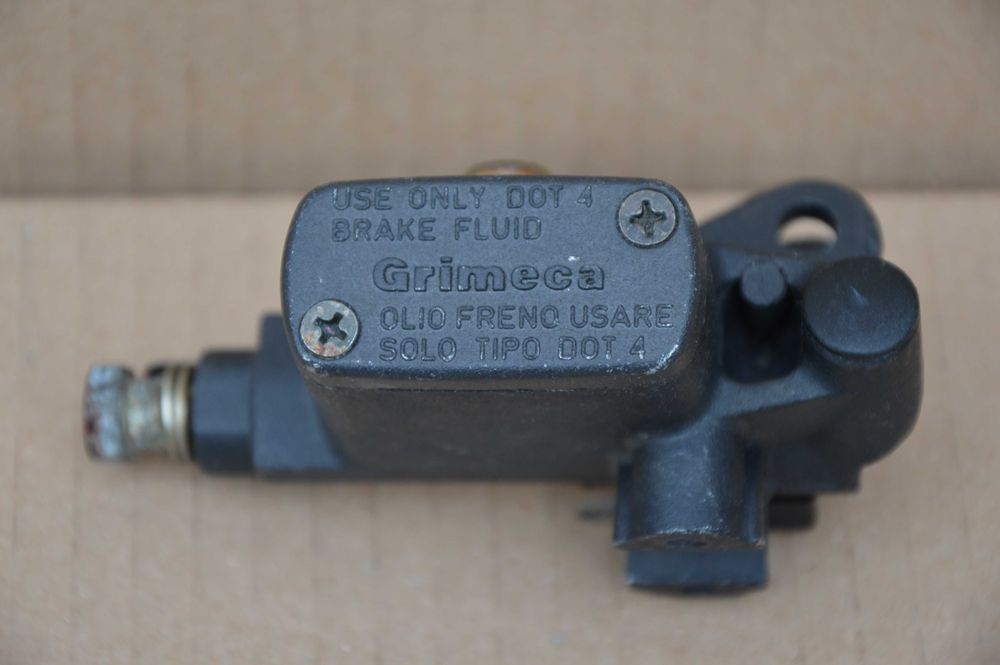 USE ONLY DOT 4
BRAKE FLUID
Grimeca
OLIO FRENO USARE
SOLO TIPO DOT 4